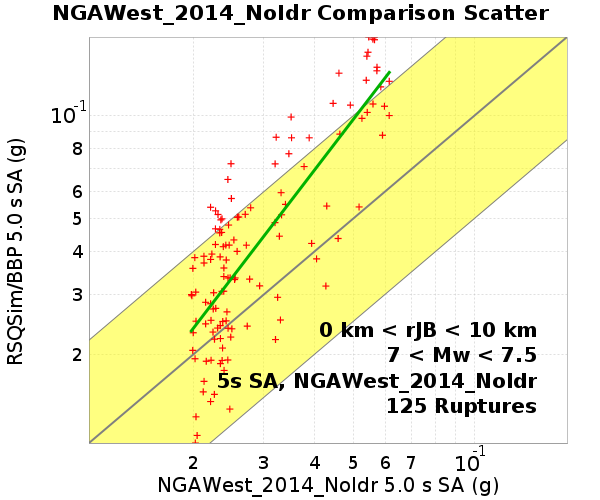 NGAWest_2014_NoIdr Comparison Scatter
RSQSim/BBP 5.0 s SA (g)
10-1
8
6
5
4
3
2
0 km < rJB < 10 km
7 < Mw < 7.5
5s SA, NGAWest_2014_NoIdr
125 Ruptures
2 3 4 5 6 7 10-1
NGAWest_2014_NoIdr 5.0 s SA (g)